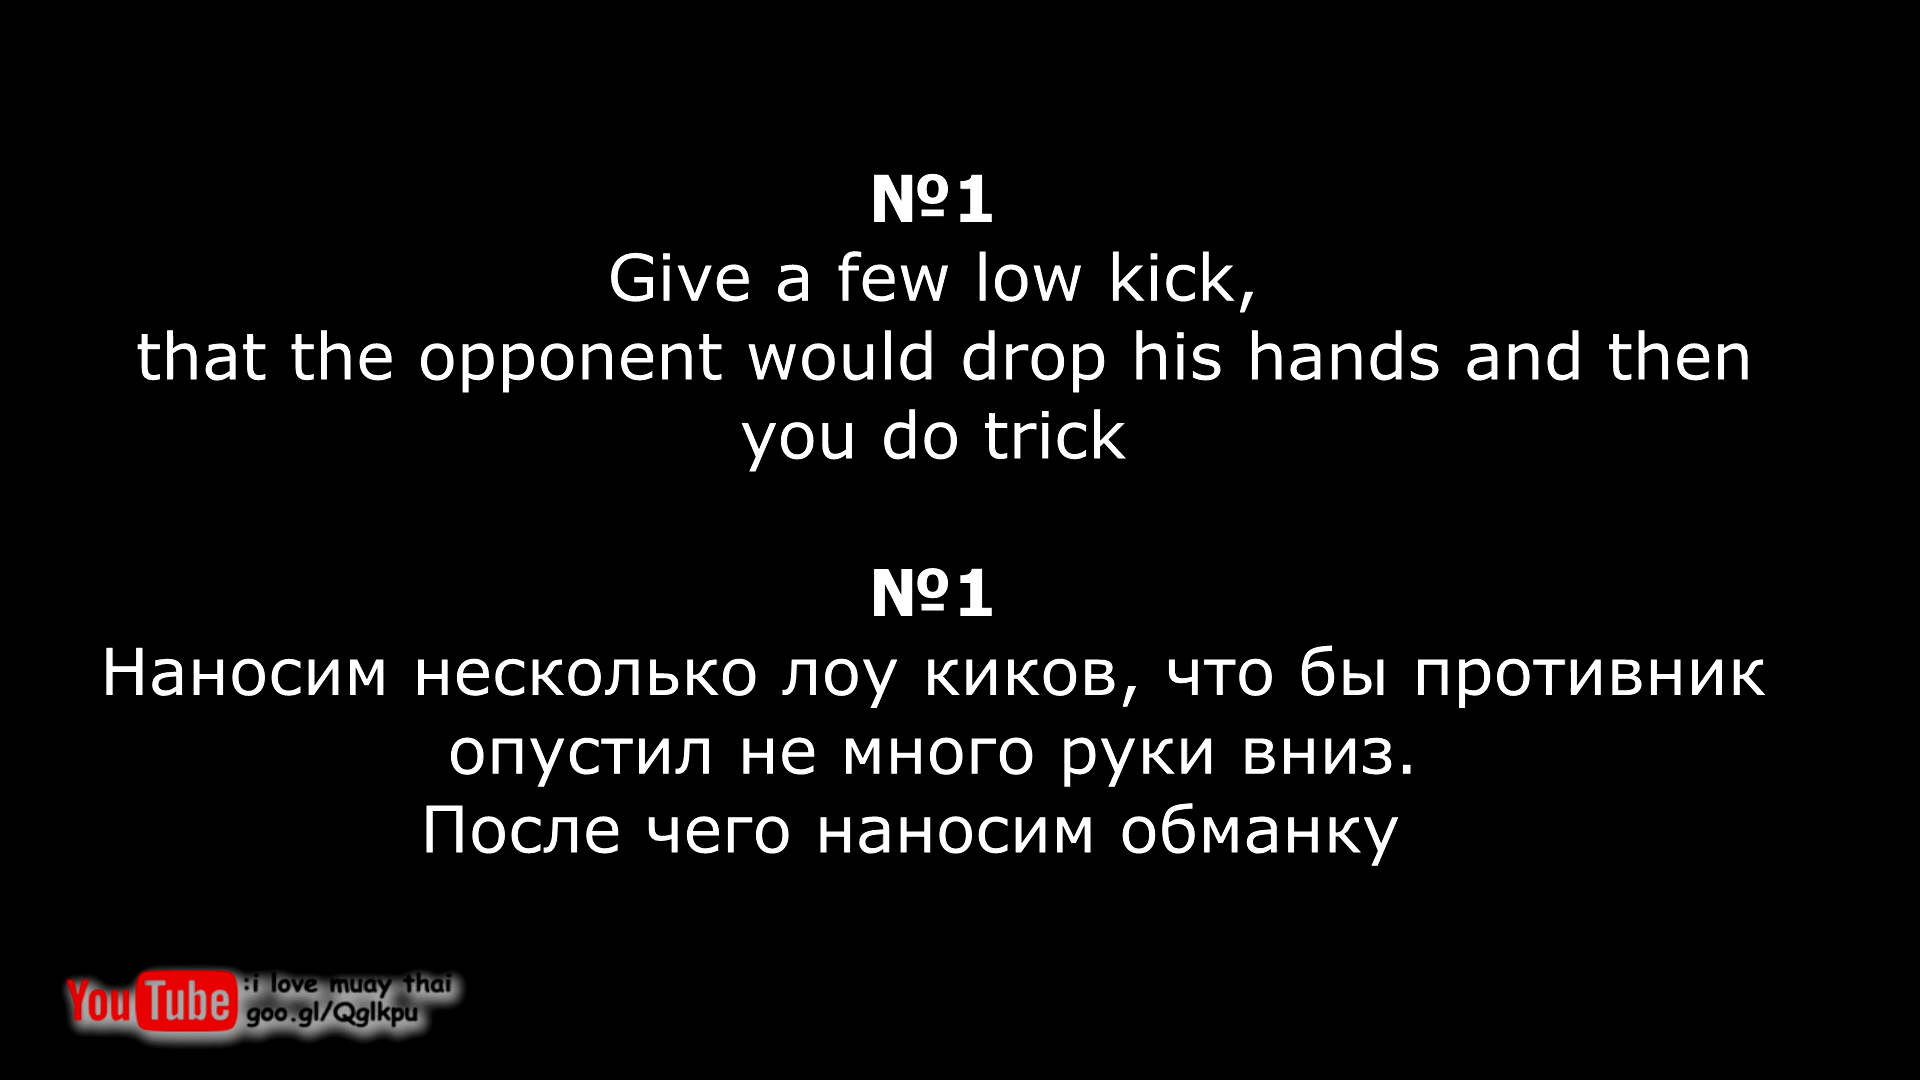 №1
Give a few low kick,
that the opponent would drop his hands and then
you do trick
№1
Наносим несколько лоу киков, что бы противник
опустил не много руки вниз.
После чего наносим обманку
YouTube :i love muay thai
goo.gl/Qglkpu